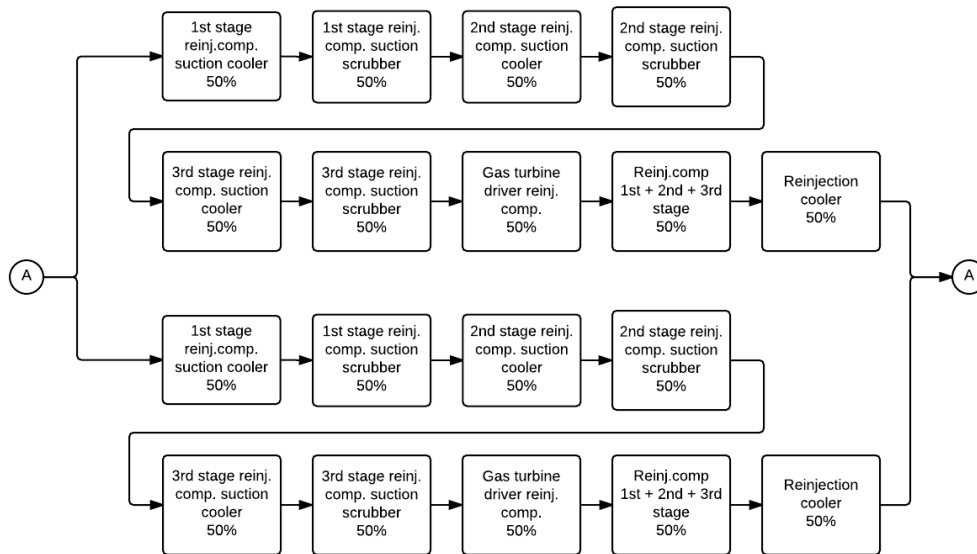 1st stage
reinj.comp.
suction cooler
50%
1st stage reinj.
comp. suction
scrubber
50%
2nd stage reinj.
comp. suction
cooler
50%
2nd stage reinj.
comp. suction
scrubber
50%
3rd stage reinj.
comp. suction
cooler
50%
3rd stage reinj.
comp. suction
scrubber
50%
Gas turbine
driver reinj.
comp.
50%
Reinj.comp
1st + 2nd + 3rd
stage
50%
Reinjection
cooler
50%
A
A
1st stage
reinj.comp.
suction cooler
50%
1st stage reinj.
comp. suction
scrubber
50%
2nd stage reinj.
comp. suction
cooler
50%
2nd stage reinj.
comp. suction
scrubber
50%
3rd stage reinj.
comp. suction
cooler
50%
3rd stage reinj.
comp. suction
scrubber
50%
Gas turbine
driver reinj.
comp.
50%
Reinj.comp
1st + 2nd + 3rd
stage
50%
Reinjection
cooler
50%